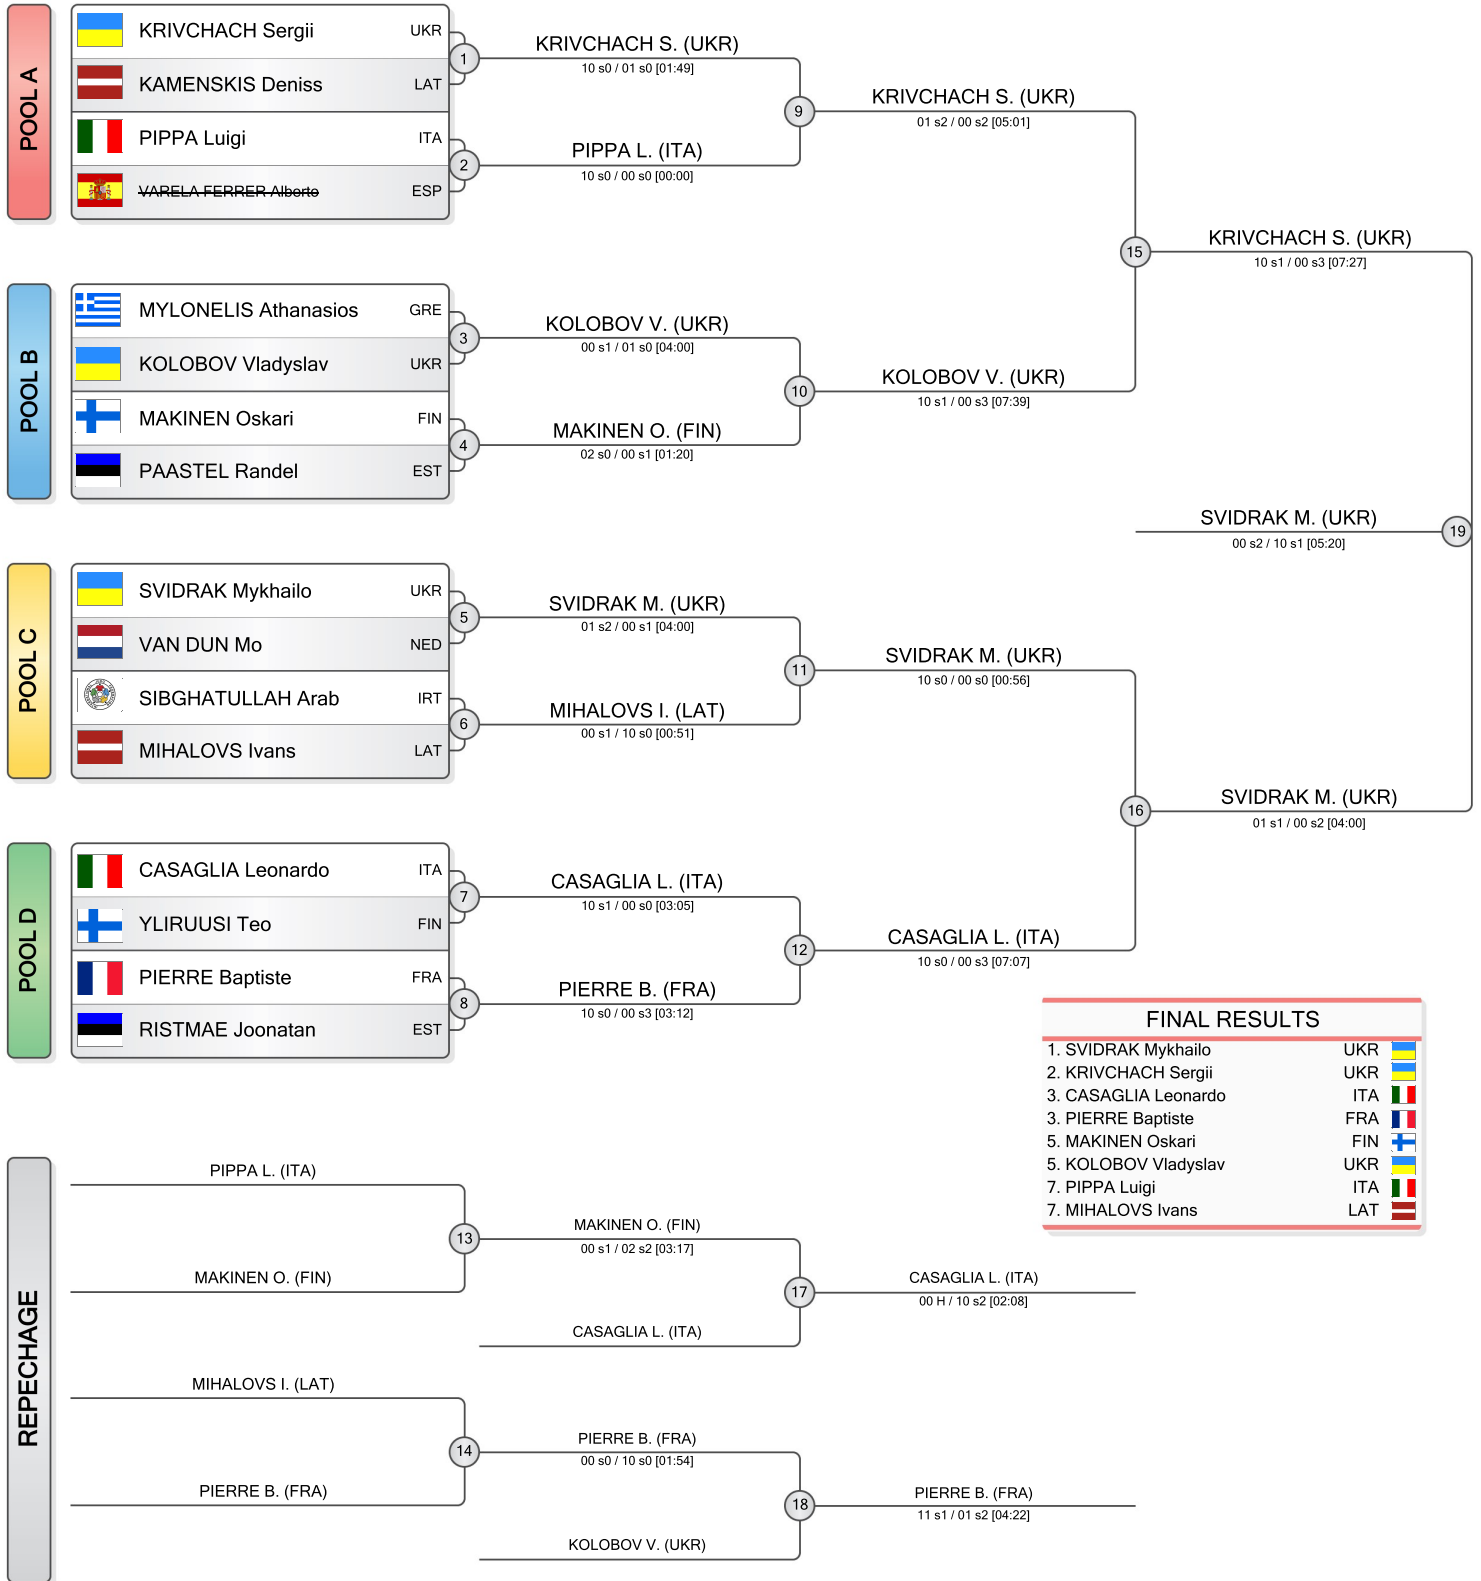 POOL A
KRIVCHACH Sergii UKR
KAMENSKIS Deniss LAT
PIPPA Luigi ITA
VARELA FERRER Alberto ESP
1
KRIVCHACH S. (UKR)
10 s0 / 01 s0 [01:49]
2
PIPPA L. (ITA)
10 s0 / 00 s0 [00:00]
9
KRIVCHACH S. (UKR)
01 s2 / 00 s2 [05:01]
POOL B
MYLONELIS Athanasios GRE
KOLOBOV Vladyslav UKR
MAKINEN Oskari FIN
PAASTEL Randel EST
3
KOLOBOV V. (UKR)
00 s1 / 01 s0 [04:00]
4
MAKINEN O. (FIN)
02 s0 / 00 s1 [01:20]
10
KOLOBOV V. (UKR)
10 s1 / 00 s3 [07:39]
15
KRIVCHACH S. (UKR)
10 s1 / 00 s3 [07:27]
SVIDRAK M. (UKR)
00 s2 / 10 s1 [05:20]
19
POOL C
SVIDRAK Mykhailo UKR
VAN DUN Mo NED
SIBGHATULLAH Arab IRT
MIHALOVS Ivans LAT
5
SVIDRAK M. (UKR)
01 s2 / 00 s1 [04:00]
6
MIHALOVS I. (LAT)
00 s1 / 10 s0 [00:51]
11
SVIDRAK M. (UKR)
10 s0 / 00 s0 [00:56]
POOL D
CASAGLIA Leonardo ITA
YLIRUUSI Teo FIN
PIERRE Baptiste FRA
RISTMAE Joonatan EST
7
CASAGLIA L. (ITA)
10 s1 / 00 s0 [03:05]
8
PIERRE B. (FRA)
10 s0 / 00 s3 [03:12]
12
CASAGLIA L. (ITA)
10 s0 / 00 s3 [07:07]
16
SVIDRAK M. (UKR)
01 s1 / 00 s2 [04:00]
FINAL RESULTS
1. SVIDRAK Mykhailo UKR
2. KRIVCHACH Sergii UKR
3. CASAGLIA Leonardo ITA
3. PIERRE Baptiste FRA
5. MAKINEN Oskari FIN
5. KOLOBOV Vladyslav UKR
7. PIPPA Luigi ITA
7. MIHALOVS Ivans LAT
REPECHAGE
PIPPA L. (ITA)
MAKINEN O. (FIN)
13
MAKINEN O. (FIN)
00 s1 / 02 s2 [03:17]
CASAGLIA L. (ITA)
17
CASAGLIA L. (ITA)
00 H / 10 s2 [02:08]
MIHALOVS I. (LAT)
PIERRE B. (FRA)
14
PIERRE B. (FRA)
00 s0 / 10 s0 [01:54]
KOLOBOV V. (UKR)
18
PIERRE B. (FRA)
11 s1 / 01 s2 [04:22]